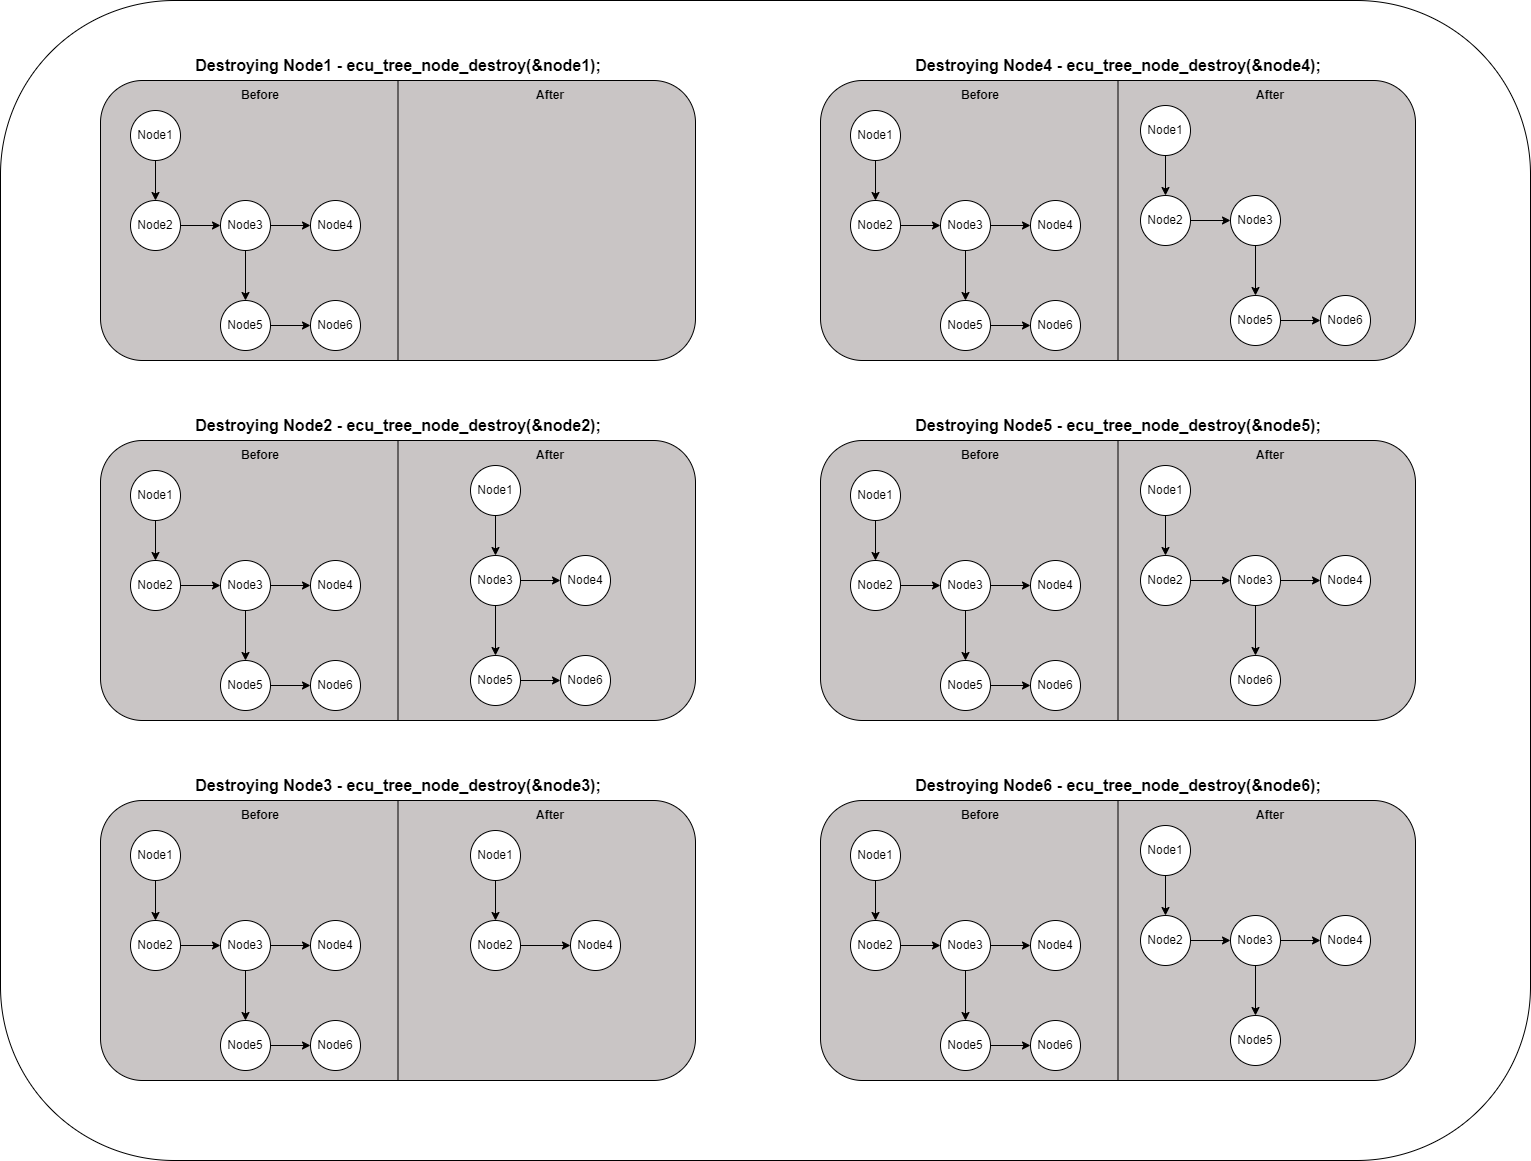 Destroying Node1 - ecu_tree_node_destroy(&node1);
Before
After
Node1
Node2 Node3 Node4
Node5 Node6
Destroying Node4 - ecu_tree_node_destroy(&node4);
Before
After
Node1
Node1
Node2 Node3 Node4
Node2 Node3
Node5 Node6
Node5 Node6
Destroying Node2 - ecu_tree_node_destroy(&node2);
Before
After
Node1
Node1
Node2 Node3 Node4
Node3 Node4
Node5 Node6
Node5 Node6
Destroying Node5 - ecu_tree_node_destroy(&node5);
Before
After
Node1
Node1
Node2 Node3 Node4
Node2 Node3 Node4
Node5 Node6
Node6
Destroying Node3 - ecu_tree_node_destroy(&node3);
Before
After
Node1
Node1
Node2 Node3 Node4
Node2 Node4
Node5 Node6
Destroying Node6 - ecu_tree_node_destroy(&node6);
Before
After
Node1
Node1
Node2 Node3 Node4
Node2 Node3 Node4
Node5 Node6
Node5